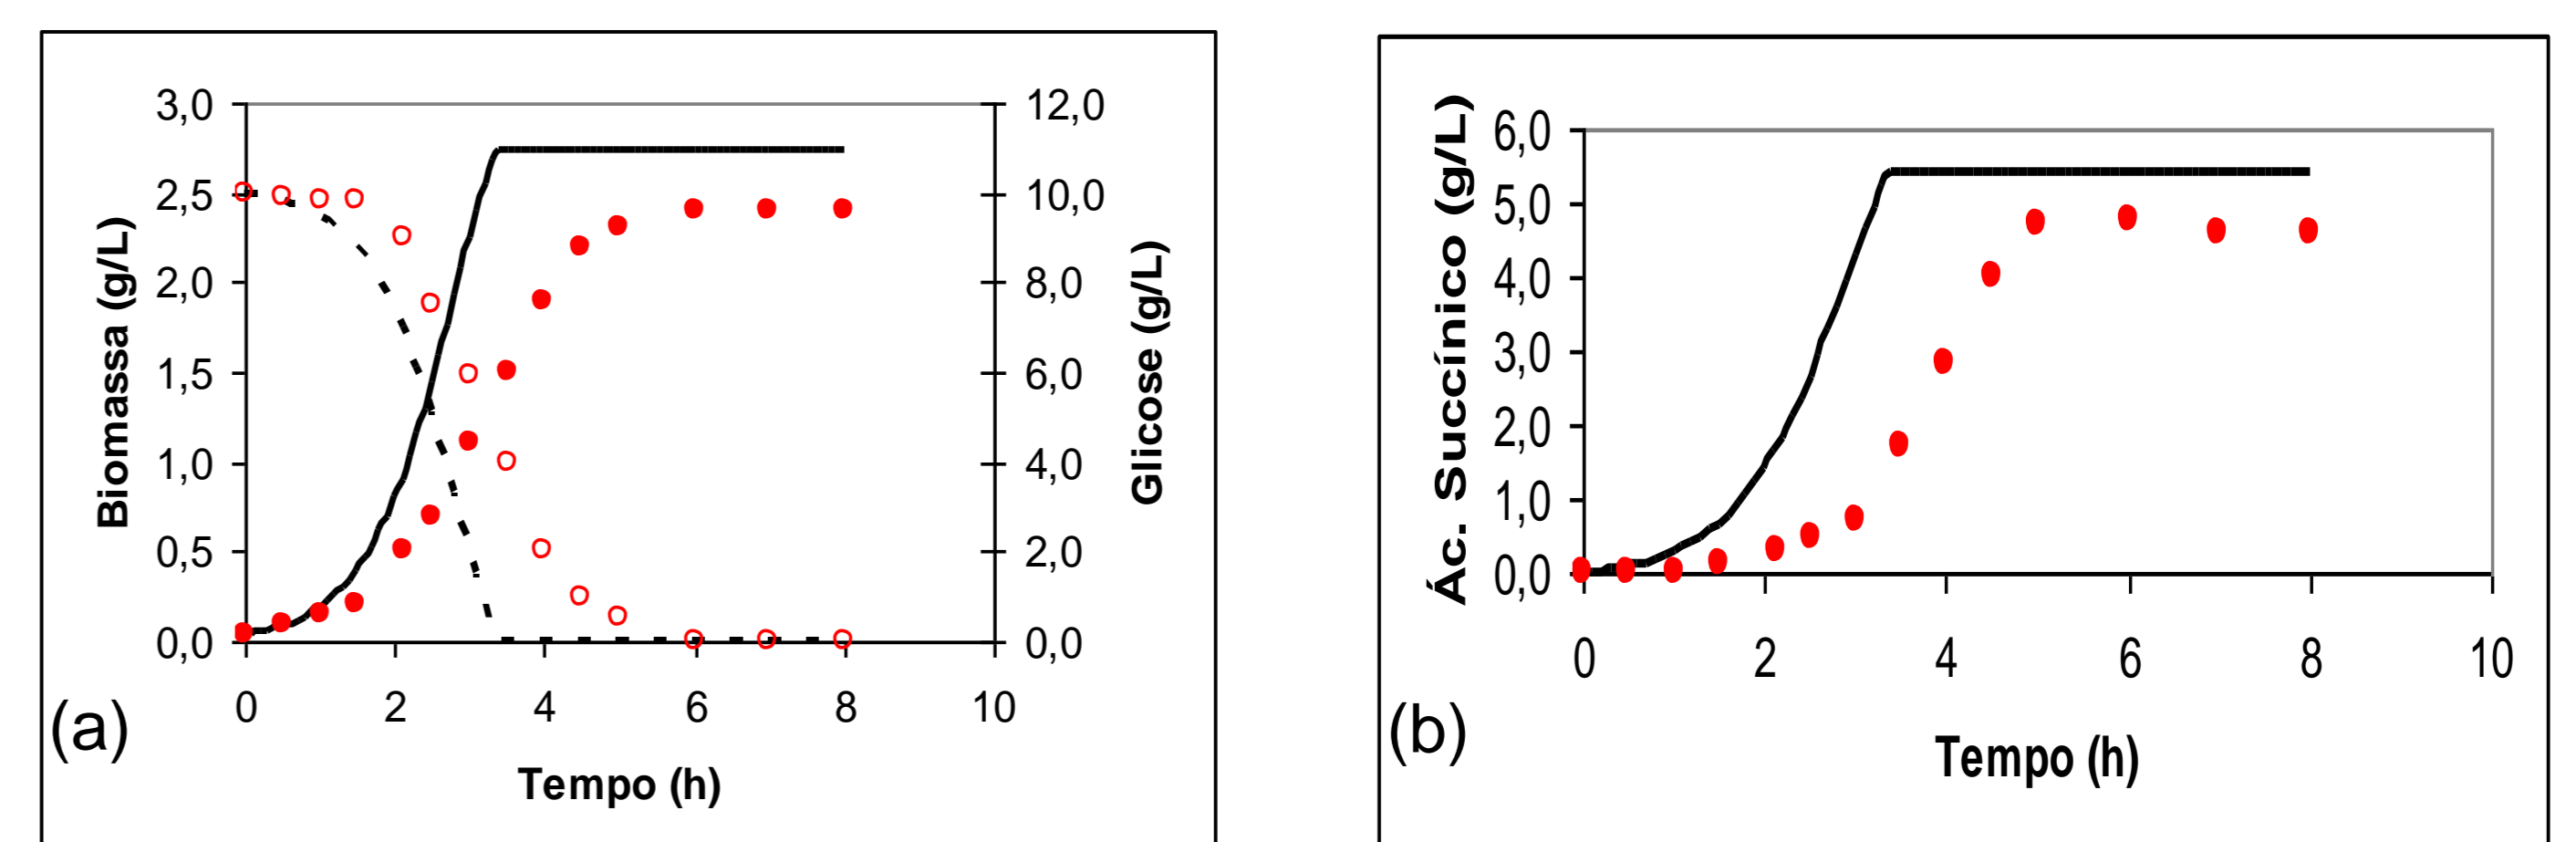 3,0
2,5
2,0
1,5
1,0
0,5
0,0
Biomassa (g/L)
12,0
10,0
8,0
6,0
4,0
2,0
0,0
Glicose (g/L)
0 2 4 6 8 10
Tempo (h)
(a)
6,0
5,0
4,0
3,0
2,0
1,0
0,0
Ác. Succínico (g/L)
0 2 4 6 8 10
Tempo (h)
(b)